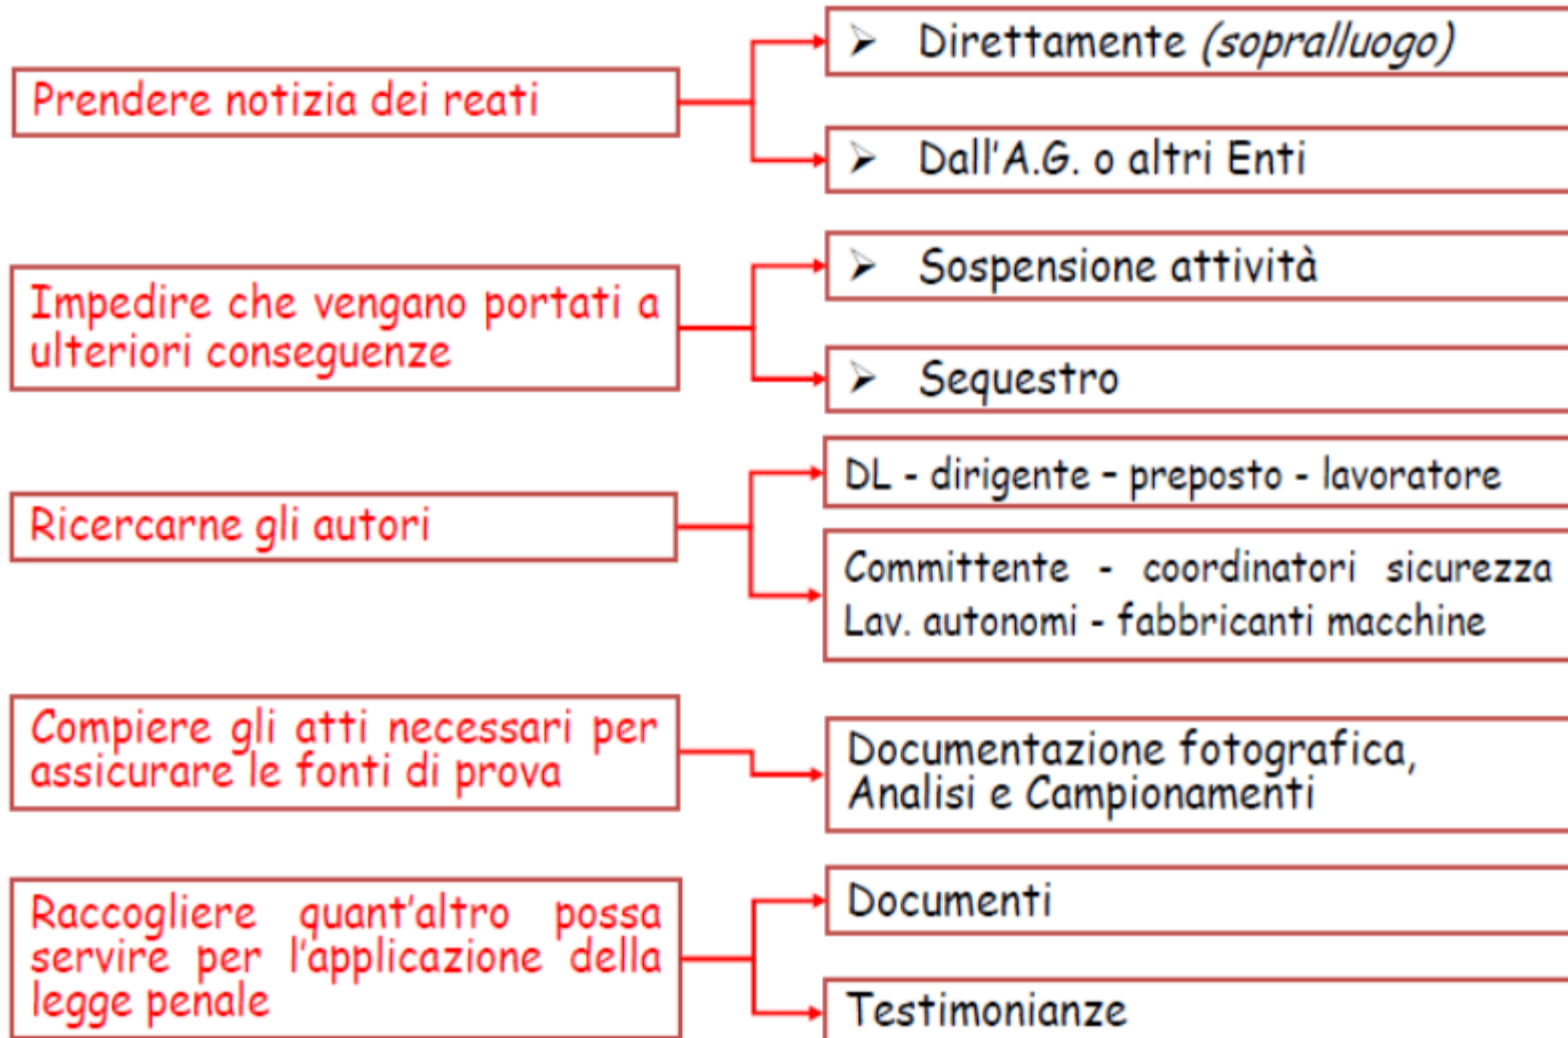 Prendere notizia dei reati
➢ Direttamente (sopralluogo)
➢ Dall'A.G. o altri Enti
Impedire che vengano portati a
ulteriori conseguenze
➢ Sospensione attività
➢ Sequestro
Ricercarne gli autori
DL - dirigente – preposto - lavoratore
Committente - coordinatori sicurezza
Lav. autonomi - fabbricanti macchine
Compiere gli atti necessari per
assicurare le fonti di prova
Documentazione fotografica,
Analisi e Campionamenti
Raccogliere quant'altro possa
servire per l'applicazione della
legge penale
Documenti
Testimonianze